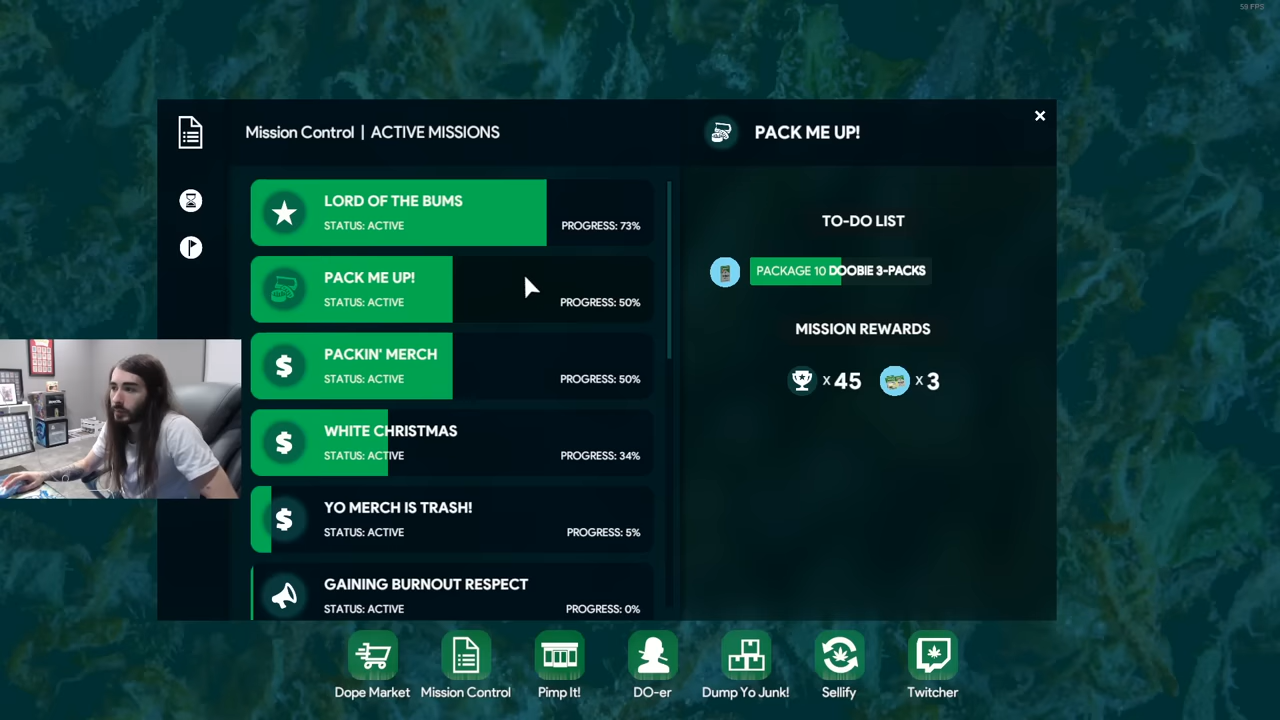 59 FPS
Mission Control | ACTIVE MISSIONS
PACK ME UP!
LORD OF THE BUMS
STATUS: ACTIVE
PROGRESS: 73%
PACK ME UP!
STATUS: ACTIVE
PROGRESS: 50%
PACKIN' MERCH
STATUS: ACTIVE
PROGRESS: 50%
WHITE CHRISTMAS
STATUS: ACTIVE
PROGRESS: 34%
YO MERCH IS TRASH!
STATUS: ACTIVE
PROGRESS: 5%
GAINING BURNOUT RESPECT
STATUS: ACTIVE
PROGRESS: 0%
TO-DO LIST
PACKAGE 10 DOOBIE 3-PACKS
MISSION REWARDS
x 45
x 3
Dope Market
Mission Control
Pimp It!
DO-er
Dump Yo Junk!
Sellify
Twitcher